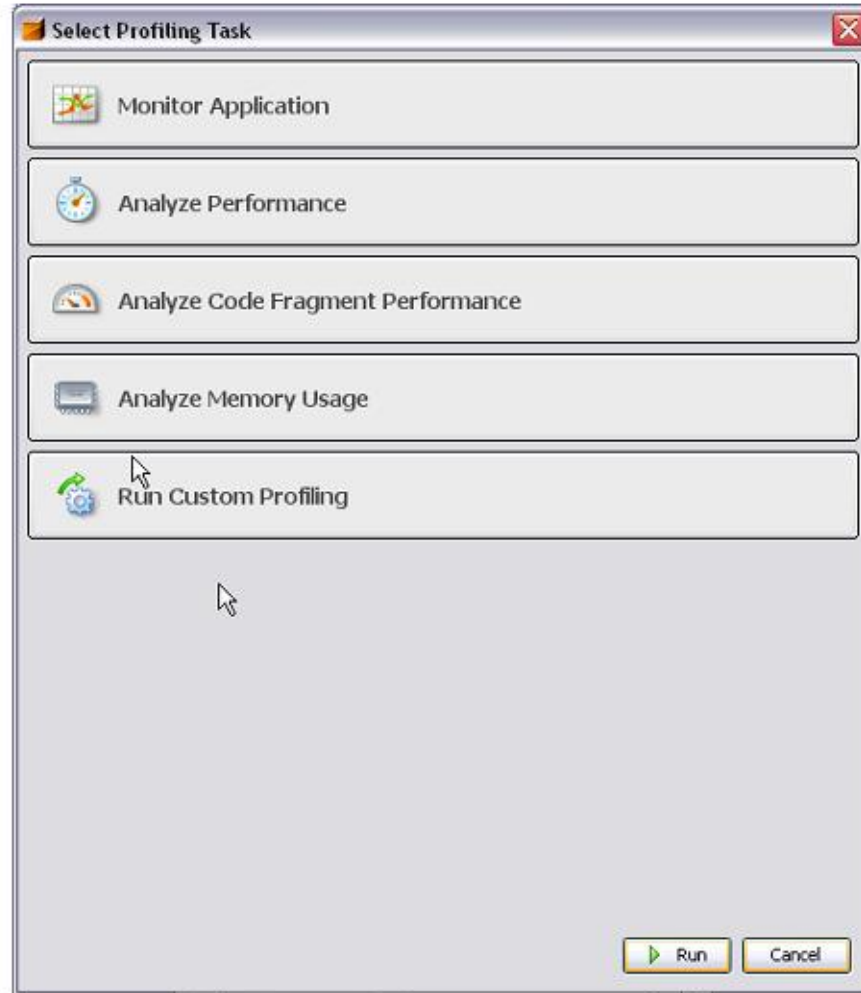 Select Profiling Task
Monitor Application
Analyze Performance
Analyze Code Fragment Performance
Analyze Memory Usage
Run Custom Profiling
Run Cancel